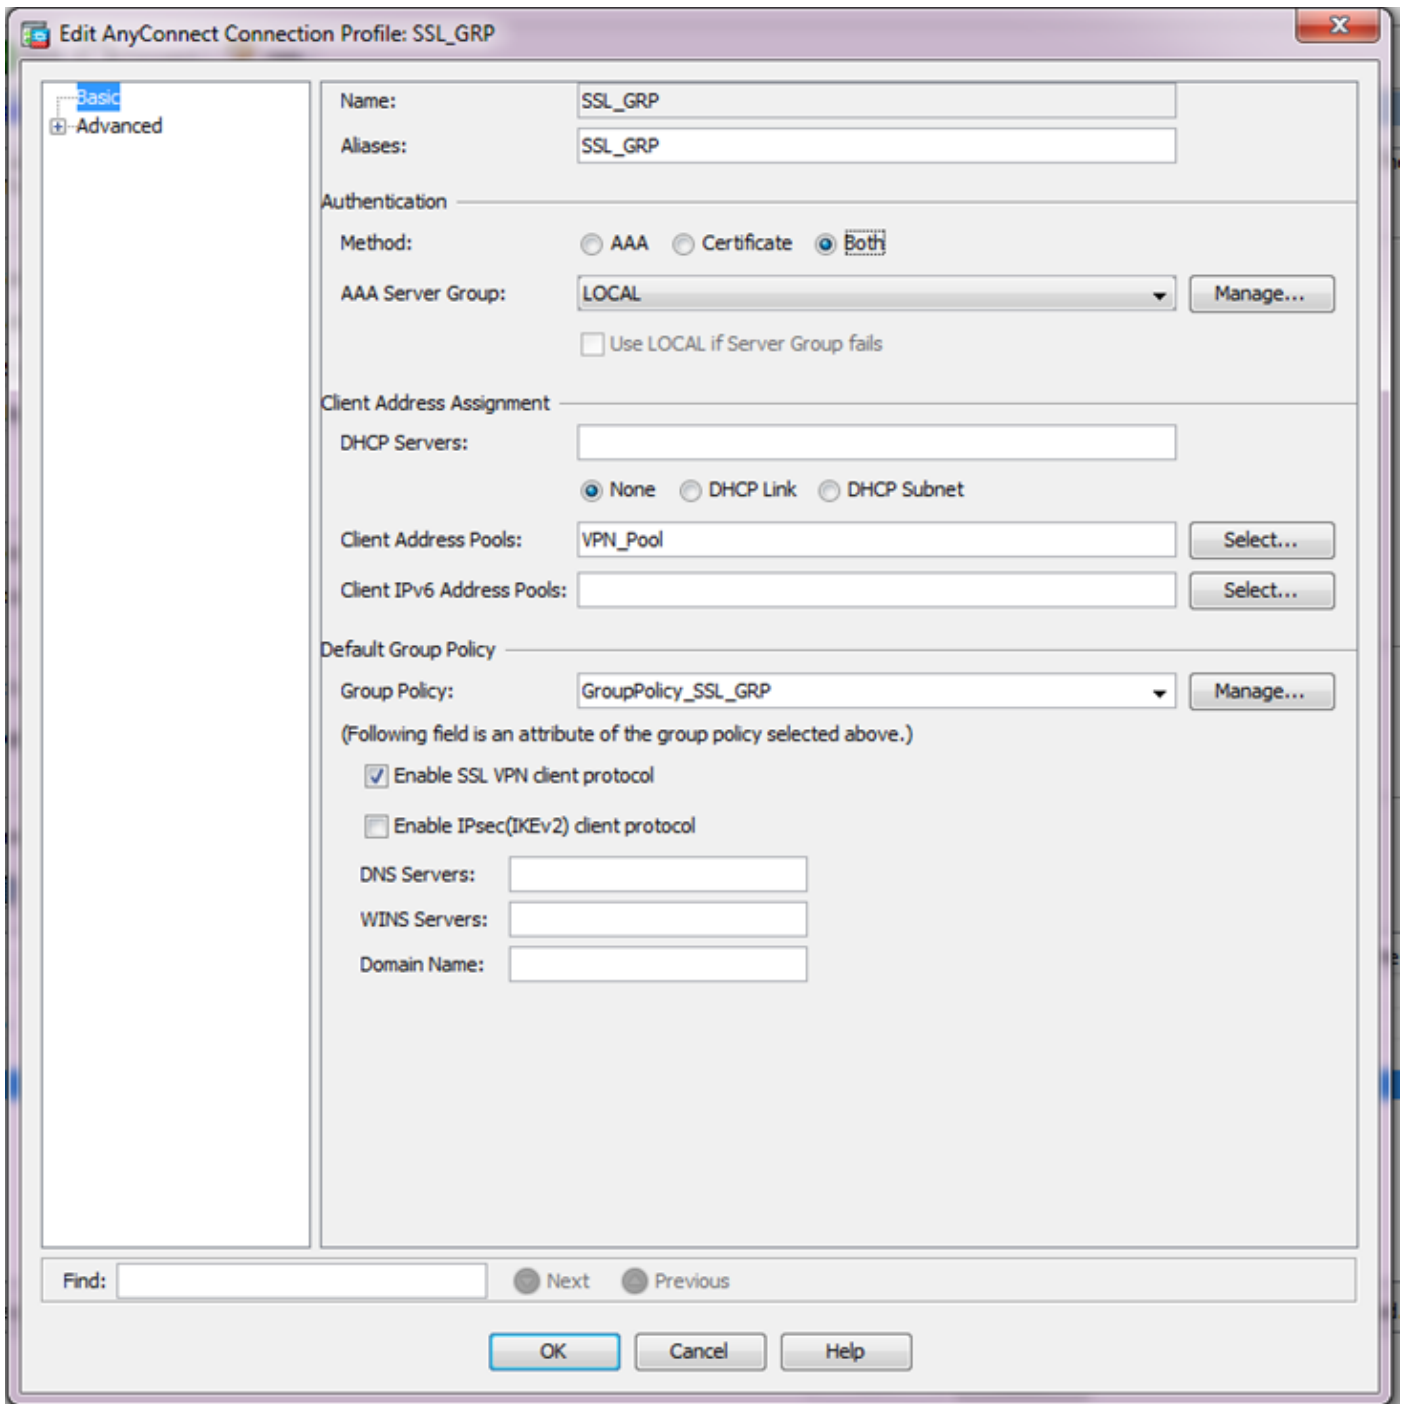 Edit AnyConnect Connection Profile: SSL_GRP
Basic
Advanced
Name: SSL_GRP
Aliases: SSL_GRP
Authentication
Method: AAA Certificate Both
AAA Server Group: LOCAL Manage...
Use LOCAL if Server Group fails
Client Address Assignment
DHCP Servers:
None DHCP Link DHCP Subnet
Client Address Pools: VPN_Pool Select...
Client IPv6 Address Pools: Select...
Default Group Policy
Group Policy: GroupPolicy_SSL_GRP Manage...
(Following field is an attribute of the group policy selected above.)
Enable SSL VPN client protocol
Enable IPsec(IKEv2) client protocol
DNS Servers:
WINS Servers:
Domain Name:
Find: Next Previous
OK Cancel Help